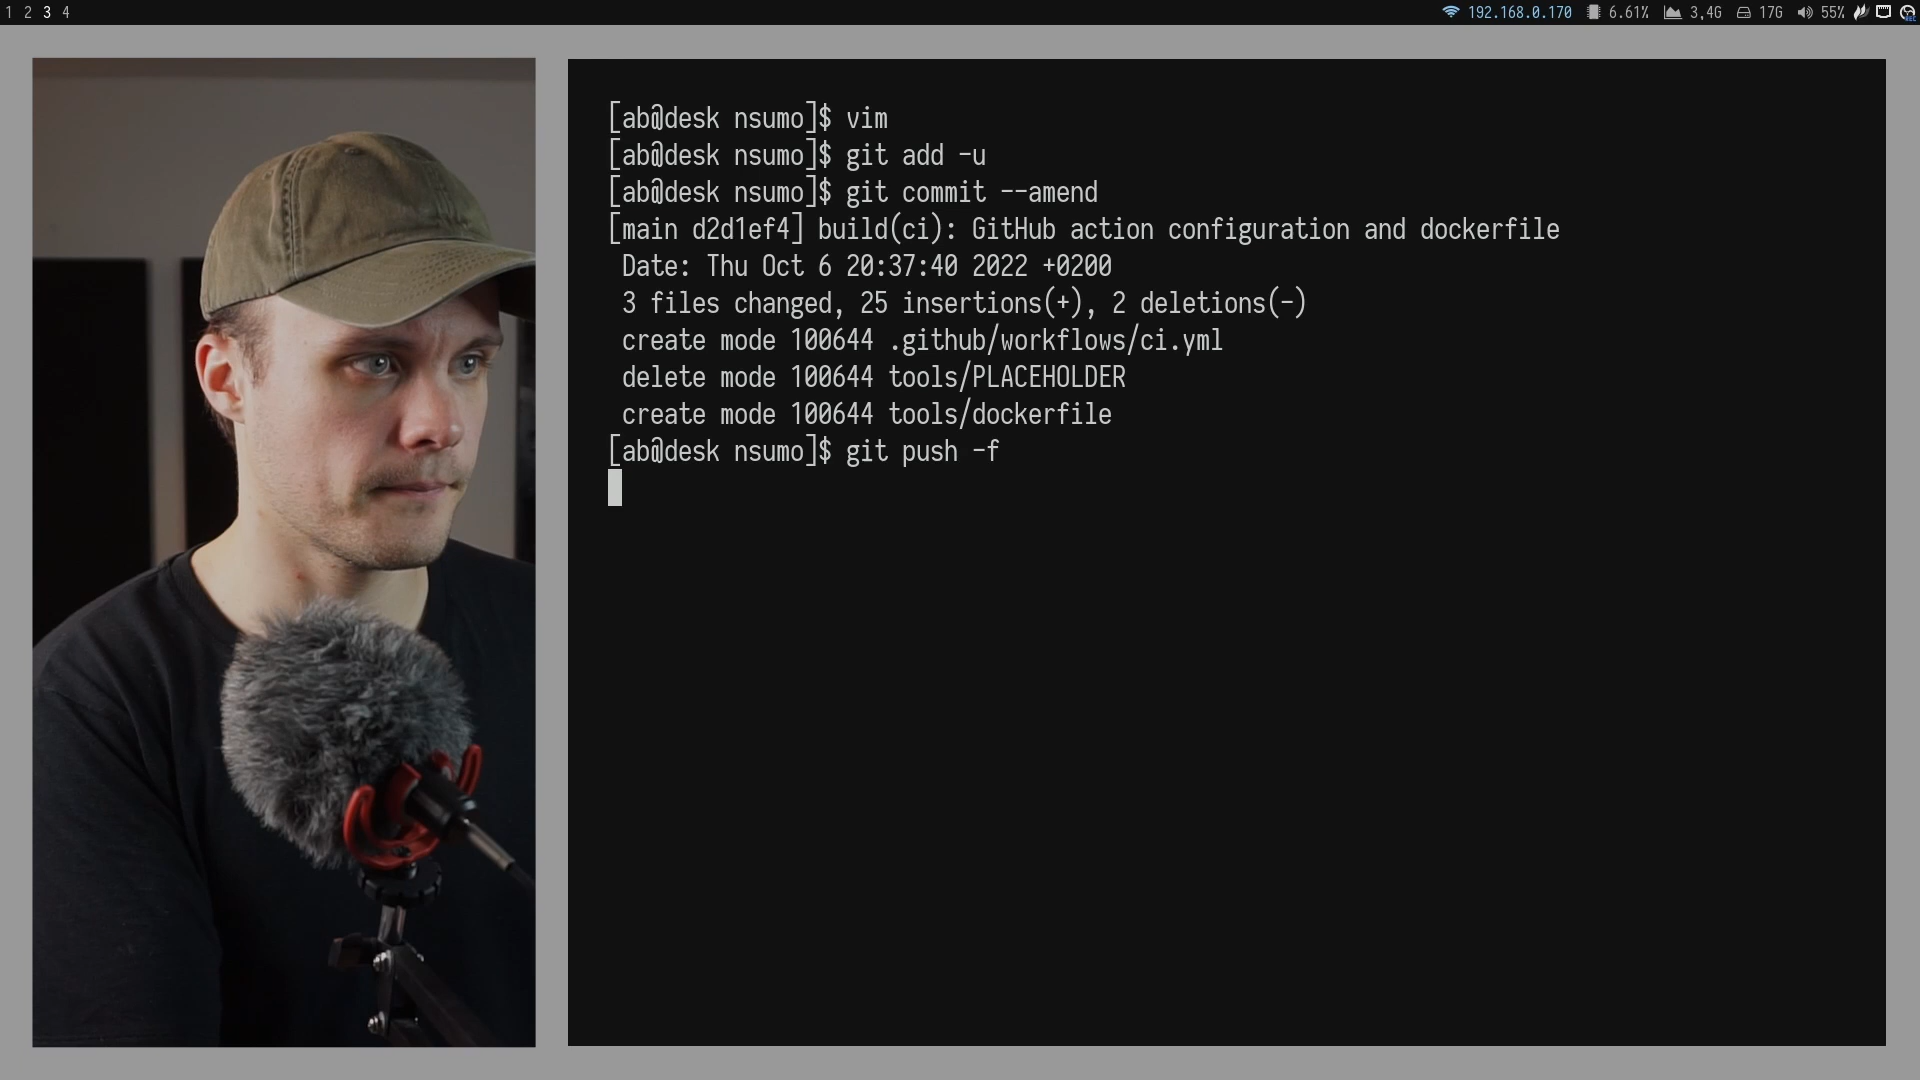 1 2 3 4
192.168.0.170 6.61% 3,4G 17G 55%
[ab@desk nsumo]$ vim
[ab@desk nsumo]$ git add -u
[ab@desk nsumo]$ git commit --amend
[main d2d1ef4] build(ci): GitHub action configuration and dockerfile
Date: Thu Oct 6 20:37:40 2022 +0200
3 files changed, 25 insertions(+), 2 deletions(-)
create mode 100644 .github/workflows/ci.yml
delete mode 100644 tools/PLACEHOLDER
create mode 100644 tools/dockerfile
[ab@desk nsumo]$ git push -f